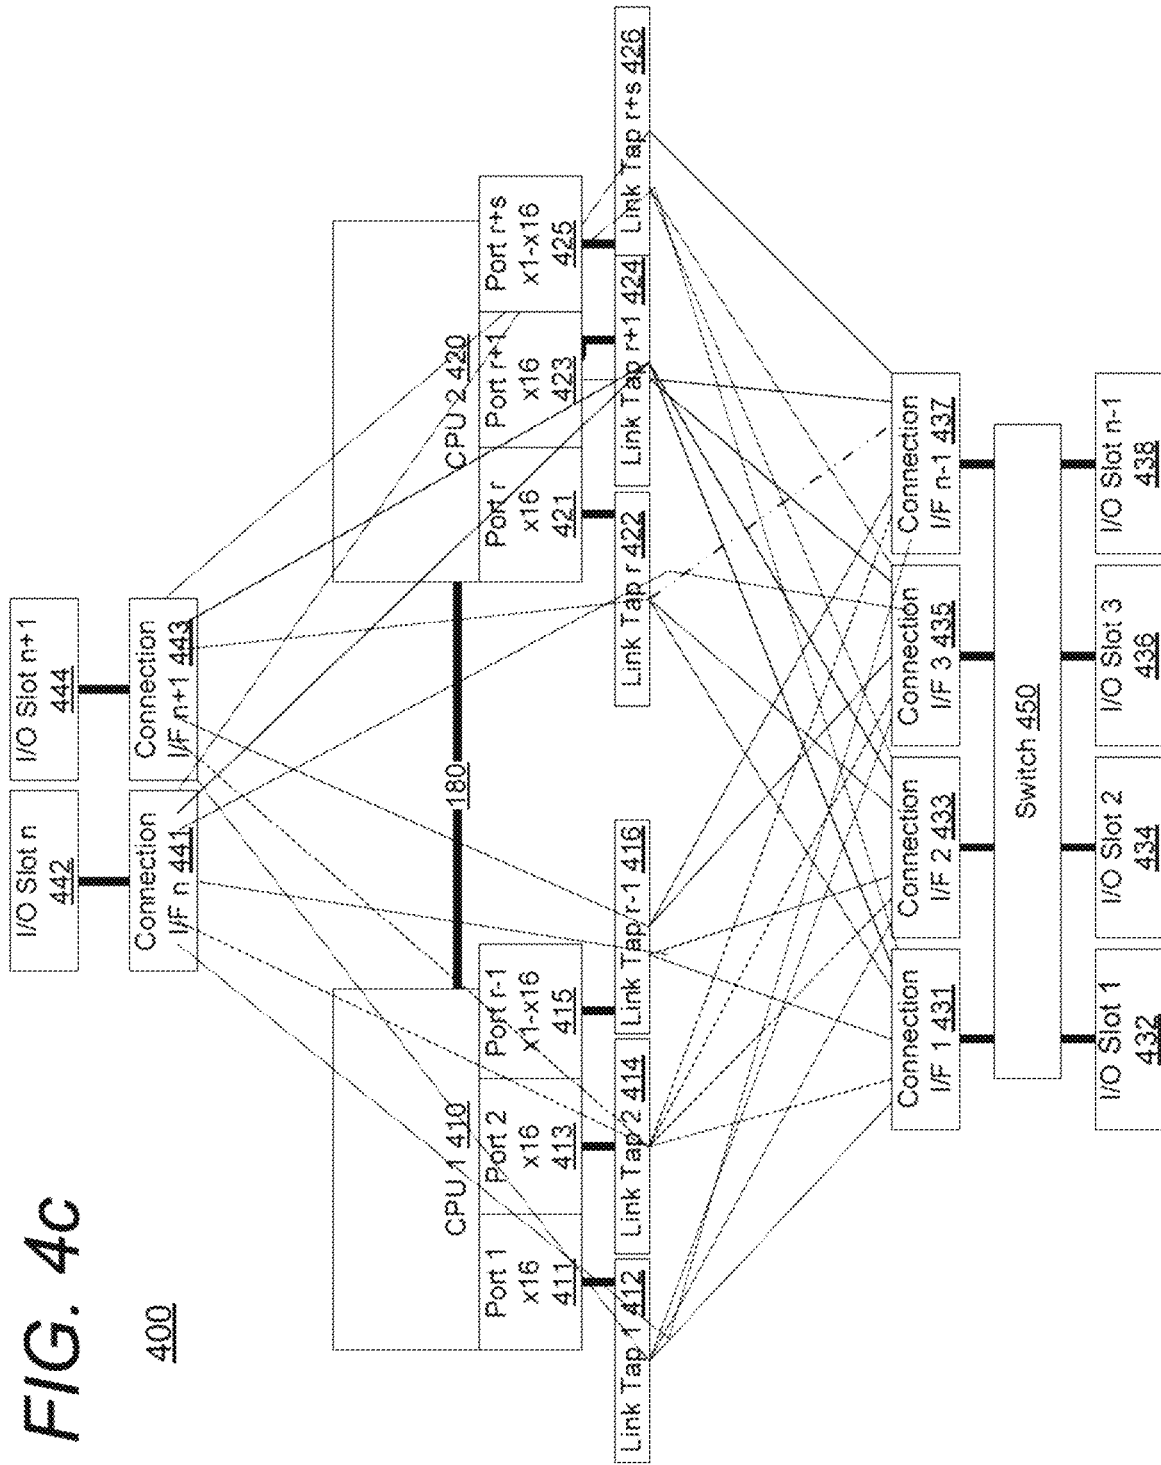 FIG. 4c
400
I/O Slot n
442
I/O Slot n+1
444
Connection
I/F n 441
Connection
I/F n+1 443
CPU 1 410
180
CPU 2 420
Port 1
x16
411
Port 2
x16
413
Port r-1
x1-x16
415
Port r
x16
421
Port r+1
x16
423
Port r+s
x1-x16
425
Link Tap 1 412
Link Tap 2 414
Link Tap r-1 416
Link Tap r 422
Link Tap r+1 424
Link Tap r+s 426
Connection
I/F 1 431
Connection
I/F 2 433
Connection
I/F 3 435
Connection
I/F n-1 437
Switch 450
I/O Slot 1
432
I/O Slot 2
434
I/O Slot 3
436
I/O Slot n-1
438